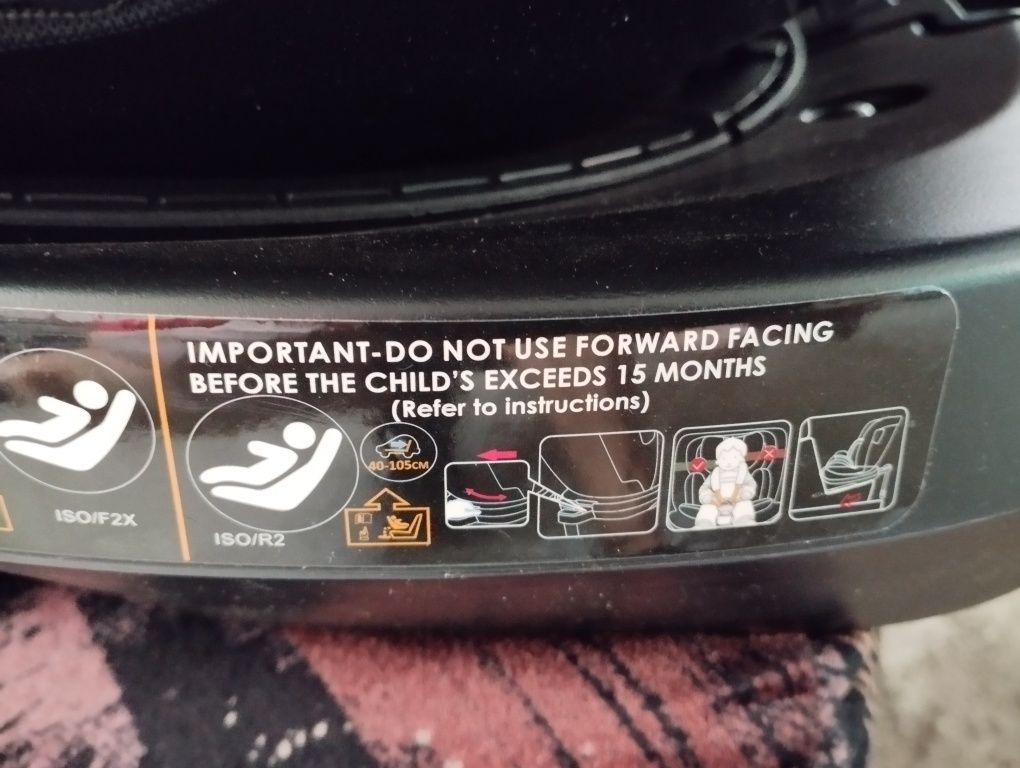 IMPORTANT-DO NOT USE FORWARD FACING
BEFORE THE CHILD'S EXCEEDS 15 MONTHS
(Refer to instructions)
40-105CM
ISO/F2X
ISO/R2